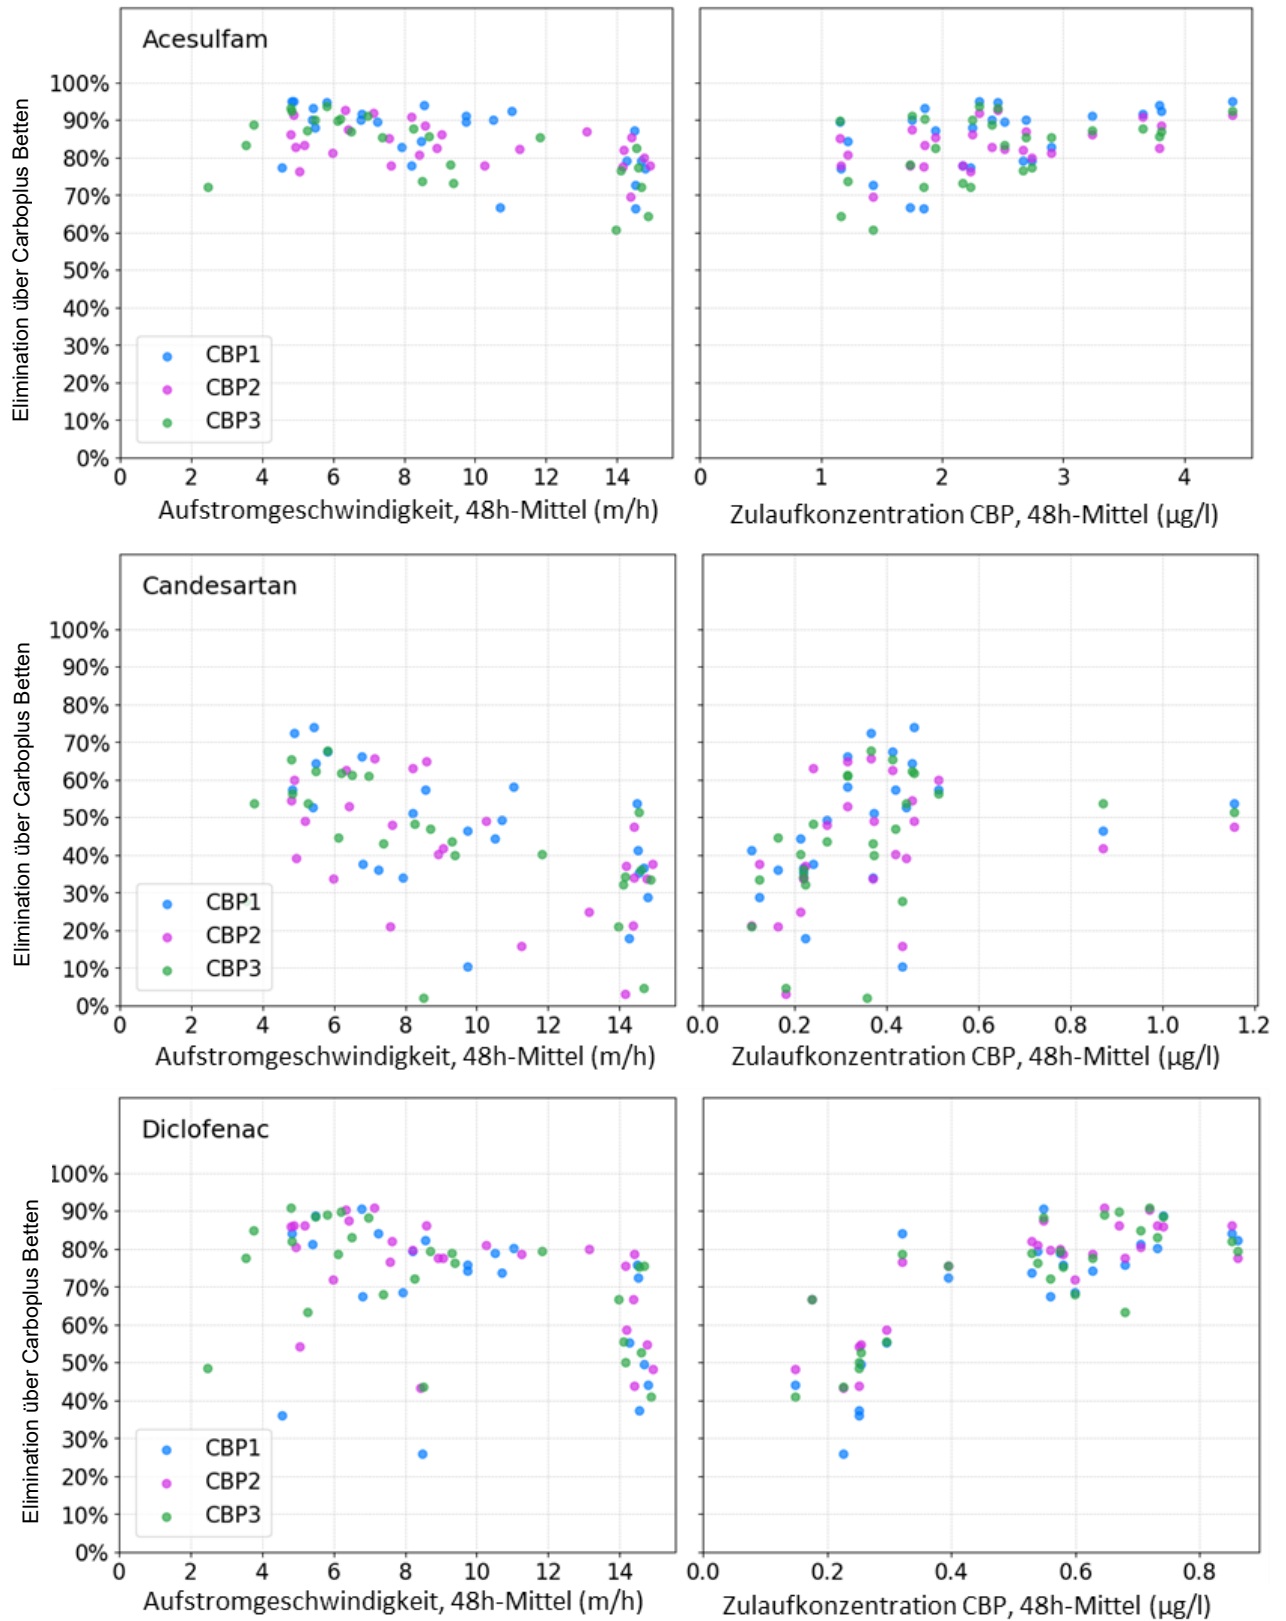 Acesulfam
Elimination über Carboplus Betten
100%
90%
80%
70%
60%
50%
40%
30%
20%
10%
0%
CBP1
CBP2
CBP3
0 2 4 6 8 10 12 14
Aufstromgeschwindigkeit, 48h-Mittel (m/h)
0 1 2 3 4
Zulaufkonzentration CBP, 48h-Mittel (µg/l)
Candesartan
Elimination über Carboplus Betten
100%
90%
80%
70%
60%
50%
40%
30%
20%
10%
0%
CBP1
CBP2
CBP3
0 2 4 6 8 10 12 14
Aufstromgeschwindigkeit, 48h-Mittel (m/h)
0.0 0.2 0.4 0.6 0.8 1.0 1.2
Zulaufkonzentration CBP, 48h-Mittel (µg/l)
Diclofenac
Elimination über Carboplus Betten
100%
90%
80%
70%
60%
50%
40%
30%
20%
10%
0%
CBP1
CBP2
CBP3
0 2 4 6 8 10 12 14
Aufstromgeschwindigkeit, 48h-Mittel (m/h)
0.0 0.2 0.4 0.6 0.8
Zulaufkonzentration CBP, 48h-Mittel (µg/l)